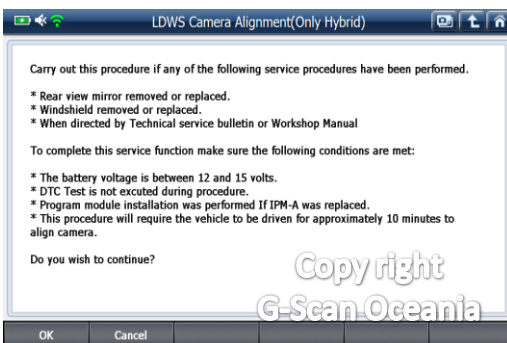 LDWS Camera Alignment(Only Hybrid)
Carry out this procedure if any of the following service procedures have been performed.
* Rear view mirror removed or replaced.
* Windshield removed or replaced.
* When directed by Technical service bulletin or Workshop Manual
To complete this service function make sure the following conditions are met:
* The battery voltage is between 12 and 15 volts.
* DTC Test is not excuted during procedure.
* Program module installation was performed If IPM-A was replaced.
* This procedure will require the vehicle to be driven for approximately 10 minutes to
align camera.
Do you wish to continue?
Copy right
G-Scan Oceania
OK Cancel